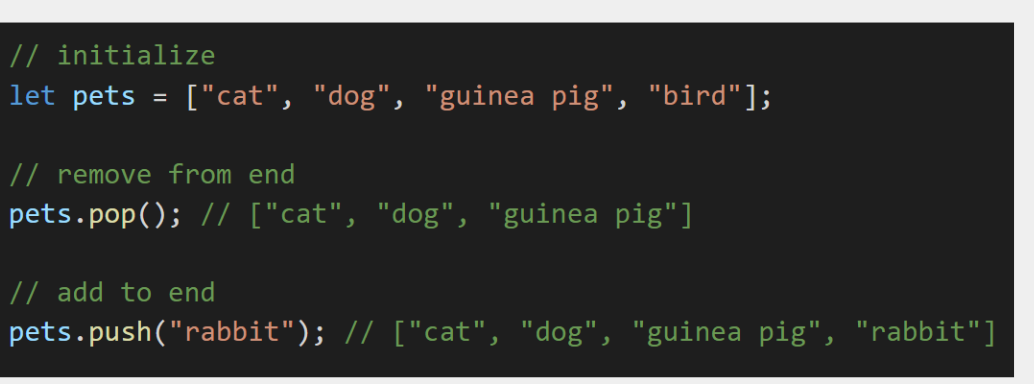 // initialize
let pets = ["cat", "dog", "guinea pig", "bird"];
// remove from end
pets.pop(); // ["cat", "dog", "guinea pig"]
// add to end
pets.push("rabbit"); // ["cat", "dog", "guinea pig", "rabbit"]